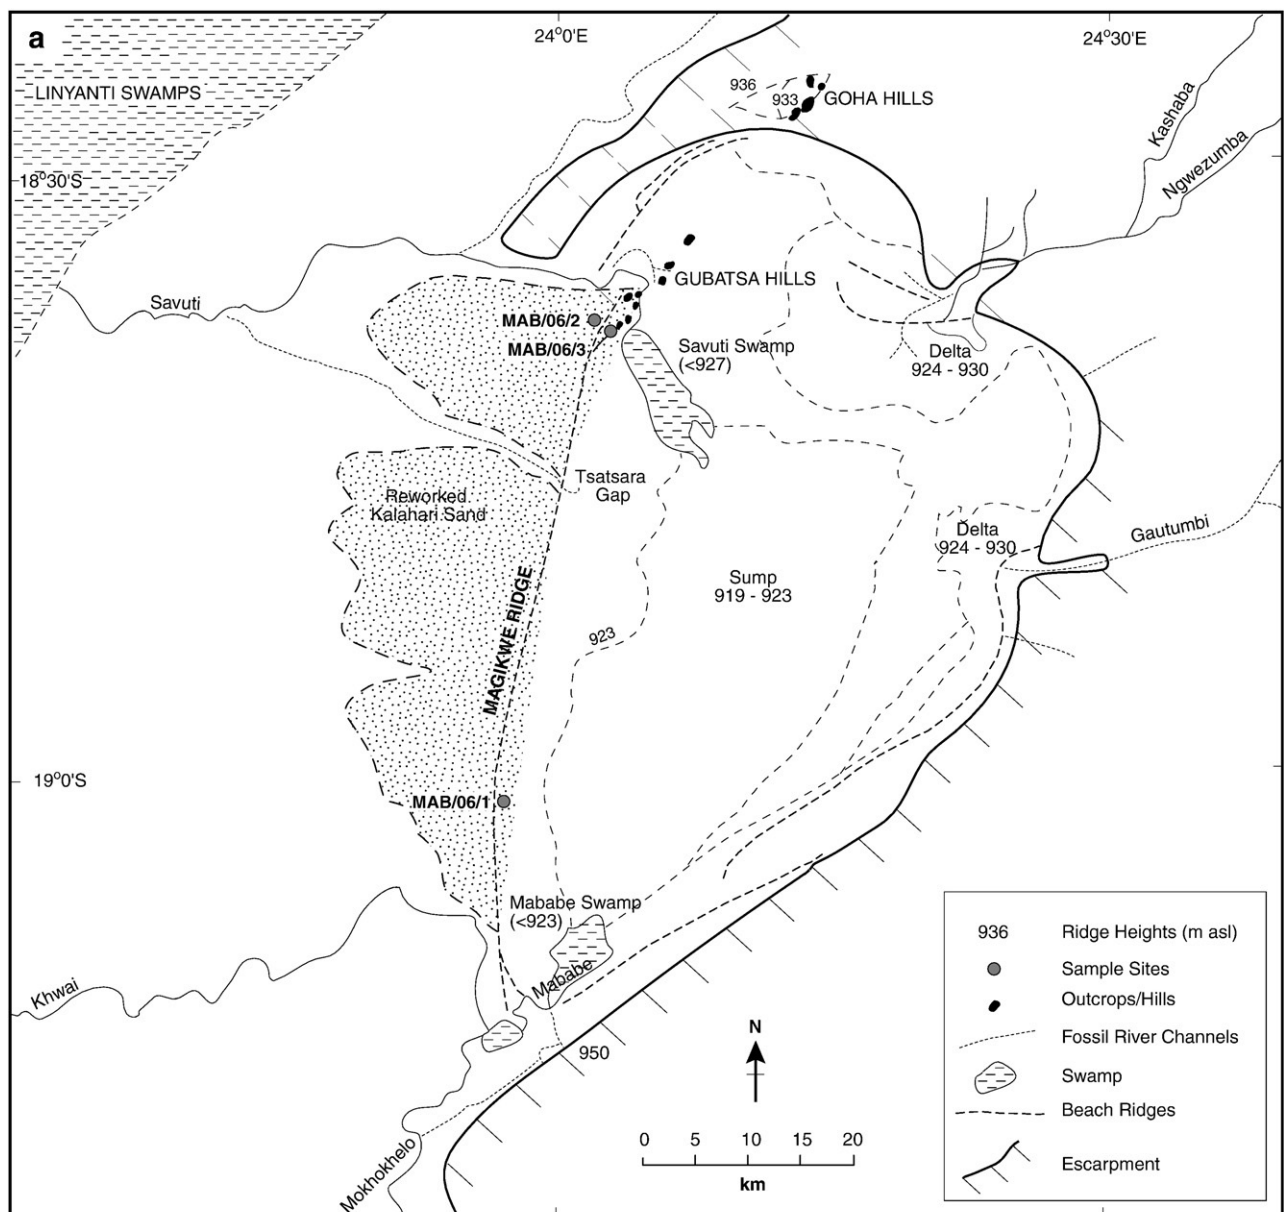 a
24°0'E
24°30'E
LINYANTI SWAMPS
936
933
GOHA HILLS
Kashaba
Ngwezumba
18°30'S
GUBATSA HILLS
Savuti
MAB/06/2
MAB/06/3
Savuti Swamp
(<927)
Delta
924 - 930
Tsatsara
Gap
Reworked
Kalahari Sand
Delta
924 - 930
Gautumbi
Sump
919 - 923
MAGIKWE RIDGE
923
19°0'S
MAB/06/1
Mababe Swamp
(<923)
Khwai
Mababe
950
Mokhokhelo
N
0 5 10 15 20
km
936 Ridge Heights (m asl)
Sample Sites
Outcrops/Hills
Fossil River Channels
Swamp
Beach Ridges
Escarpment